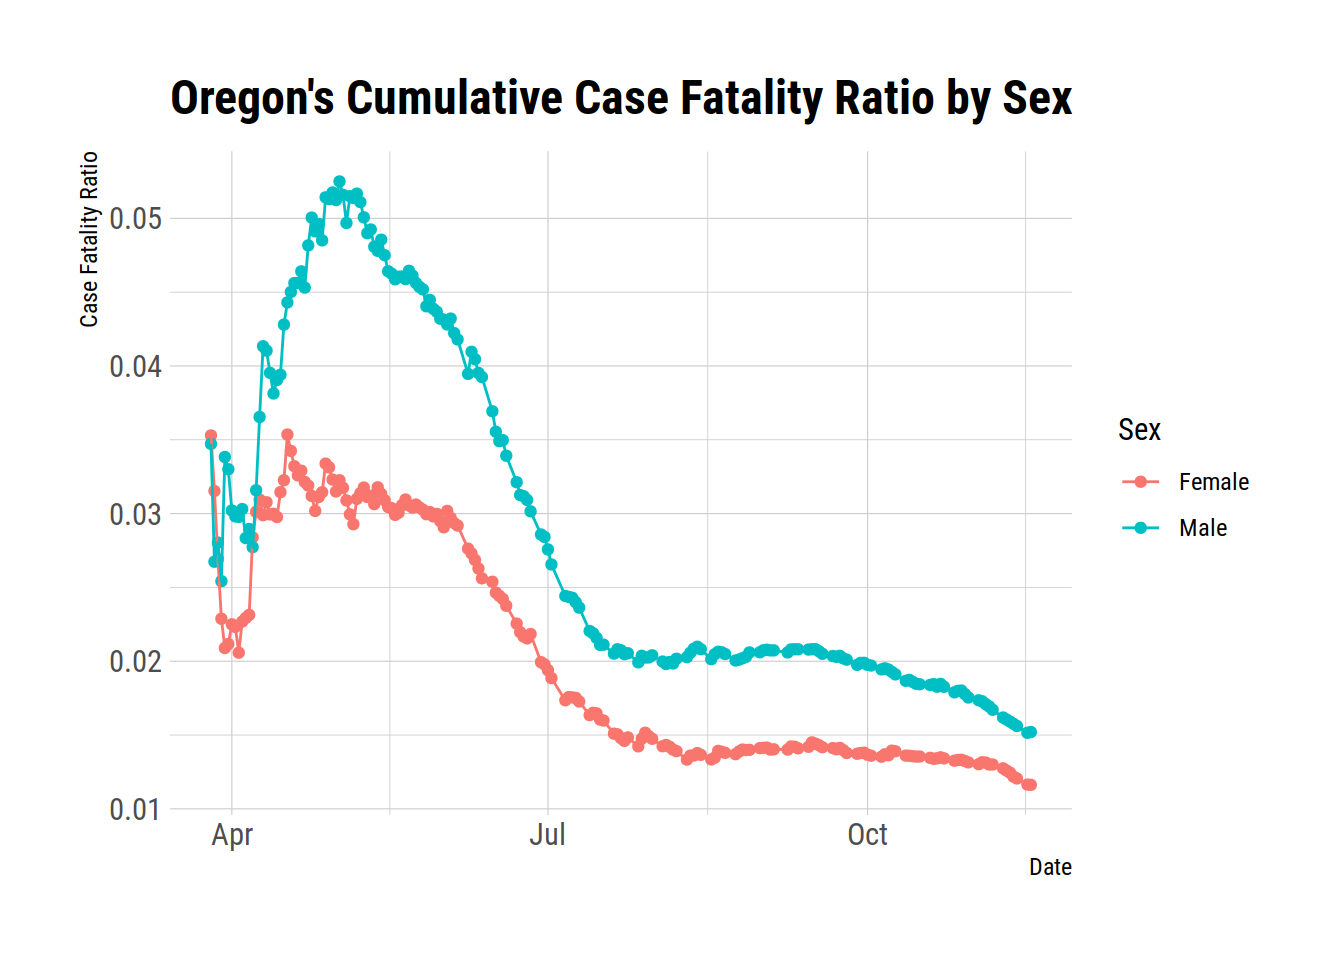 Oregon's Cumulative Case Fatality Ratio by Sex
Case Fatality Ratio
0.05
0.04
0.03
0.02
0.01
Apr
Jul
Oct
Date
Sex
Female
Male